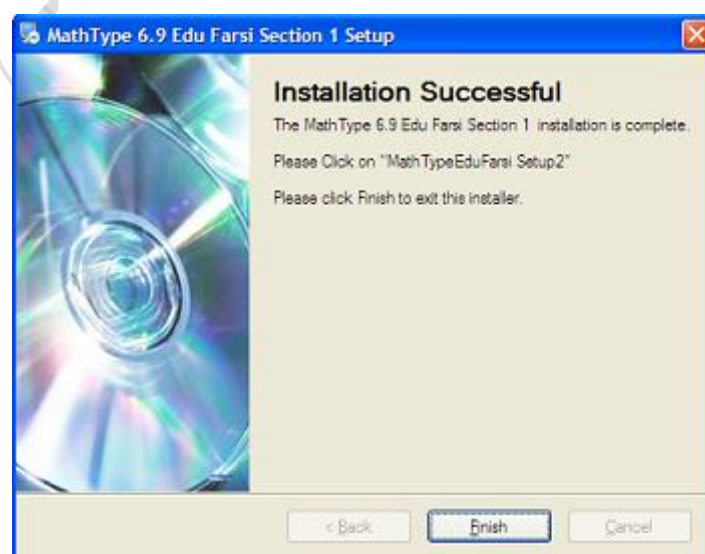 MathType 6.9 Edu Farsi Section 1 Setup
Installation Successful
The MathType 6.9 Edu Farsi Section 1 installation is complete.
Please Click on "MathTypeEduFarsi Setup2"
Please click Finish to exit this installer.
< Back
Finish
Cancel